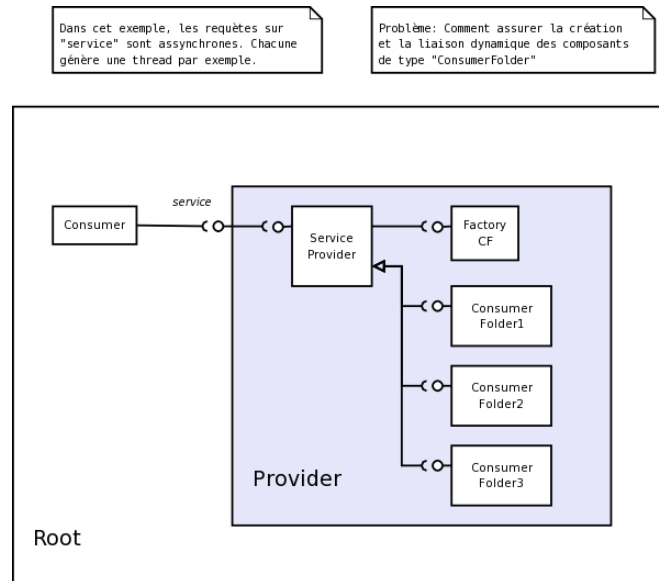 Dans cet exemple, les requètes sur
"service" sont assynchrones. Chacune
génère une thread par exemple.
Problème: Comment assurer la création
et la liaison dynamique des composants
de type "ConsumerFolder"
service
Consumer
Service
Provider
Factory
CF
Consumer
Folder1
Consumer
Folder2
Consumer
Folder3
Provider
Root